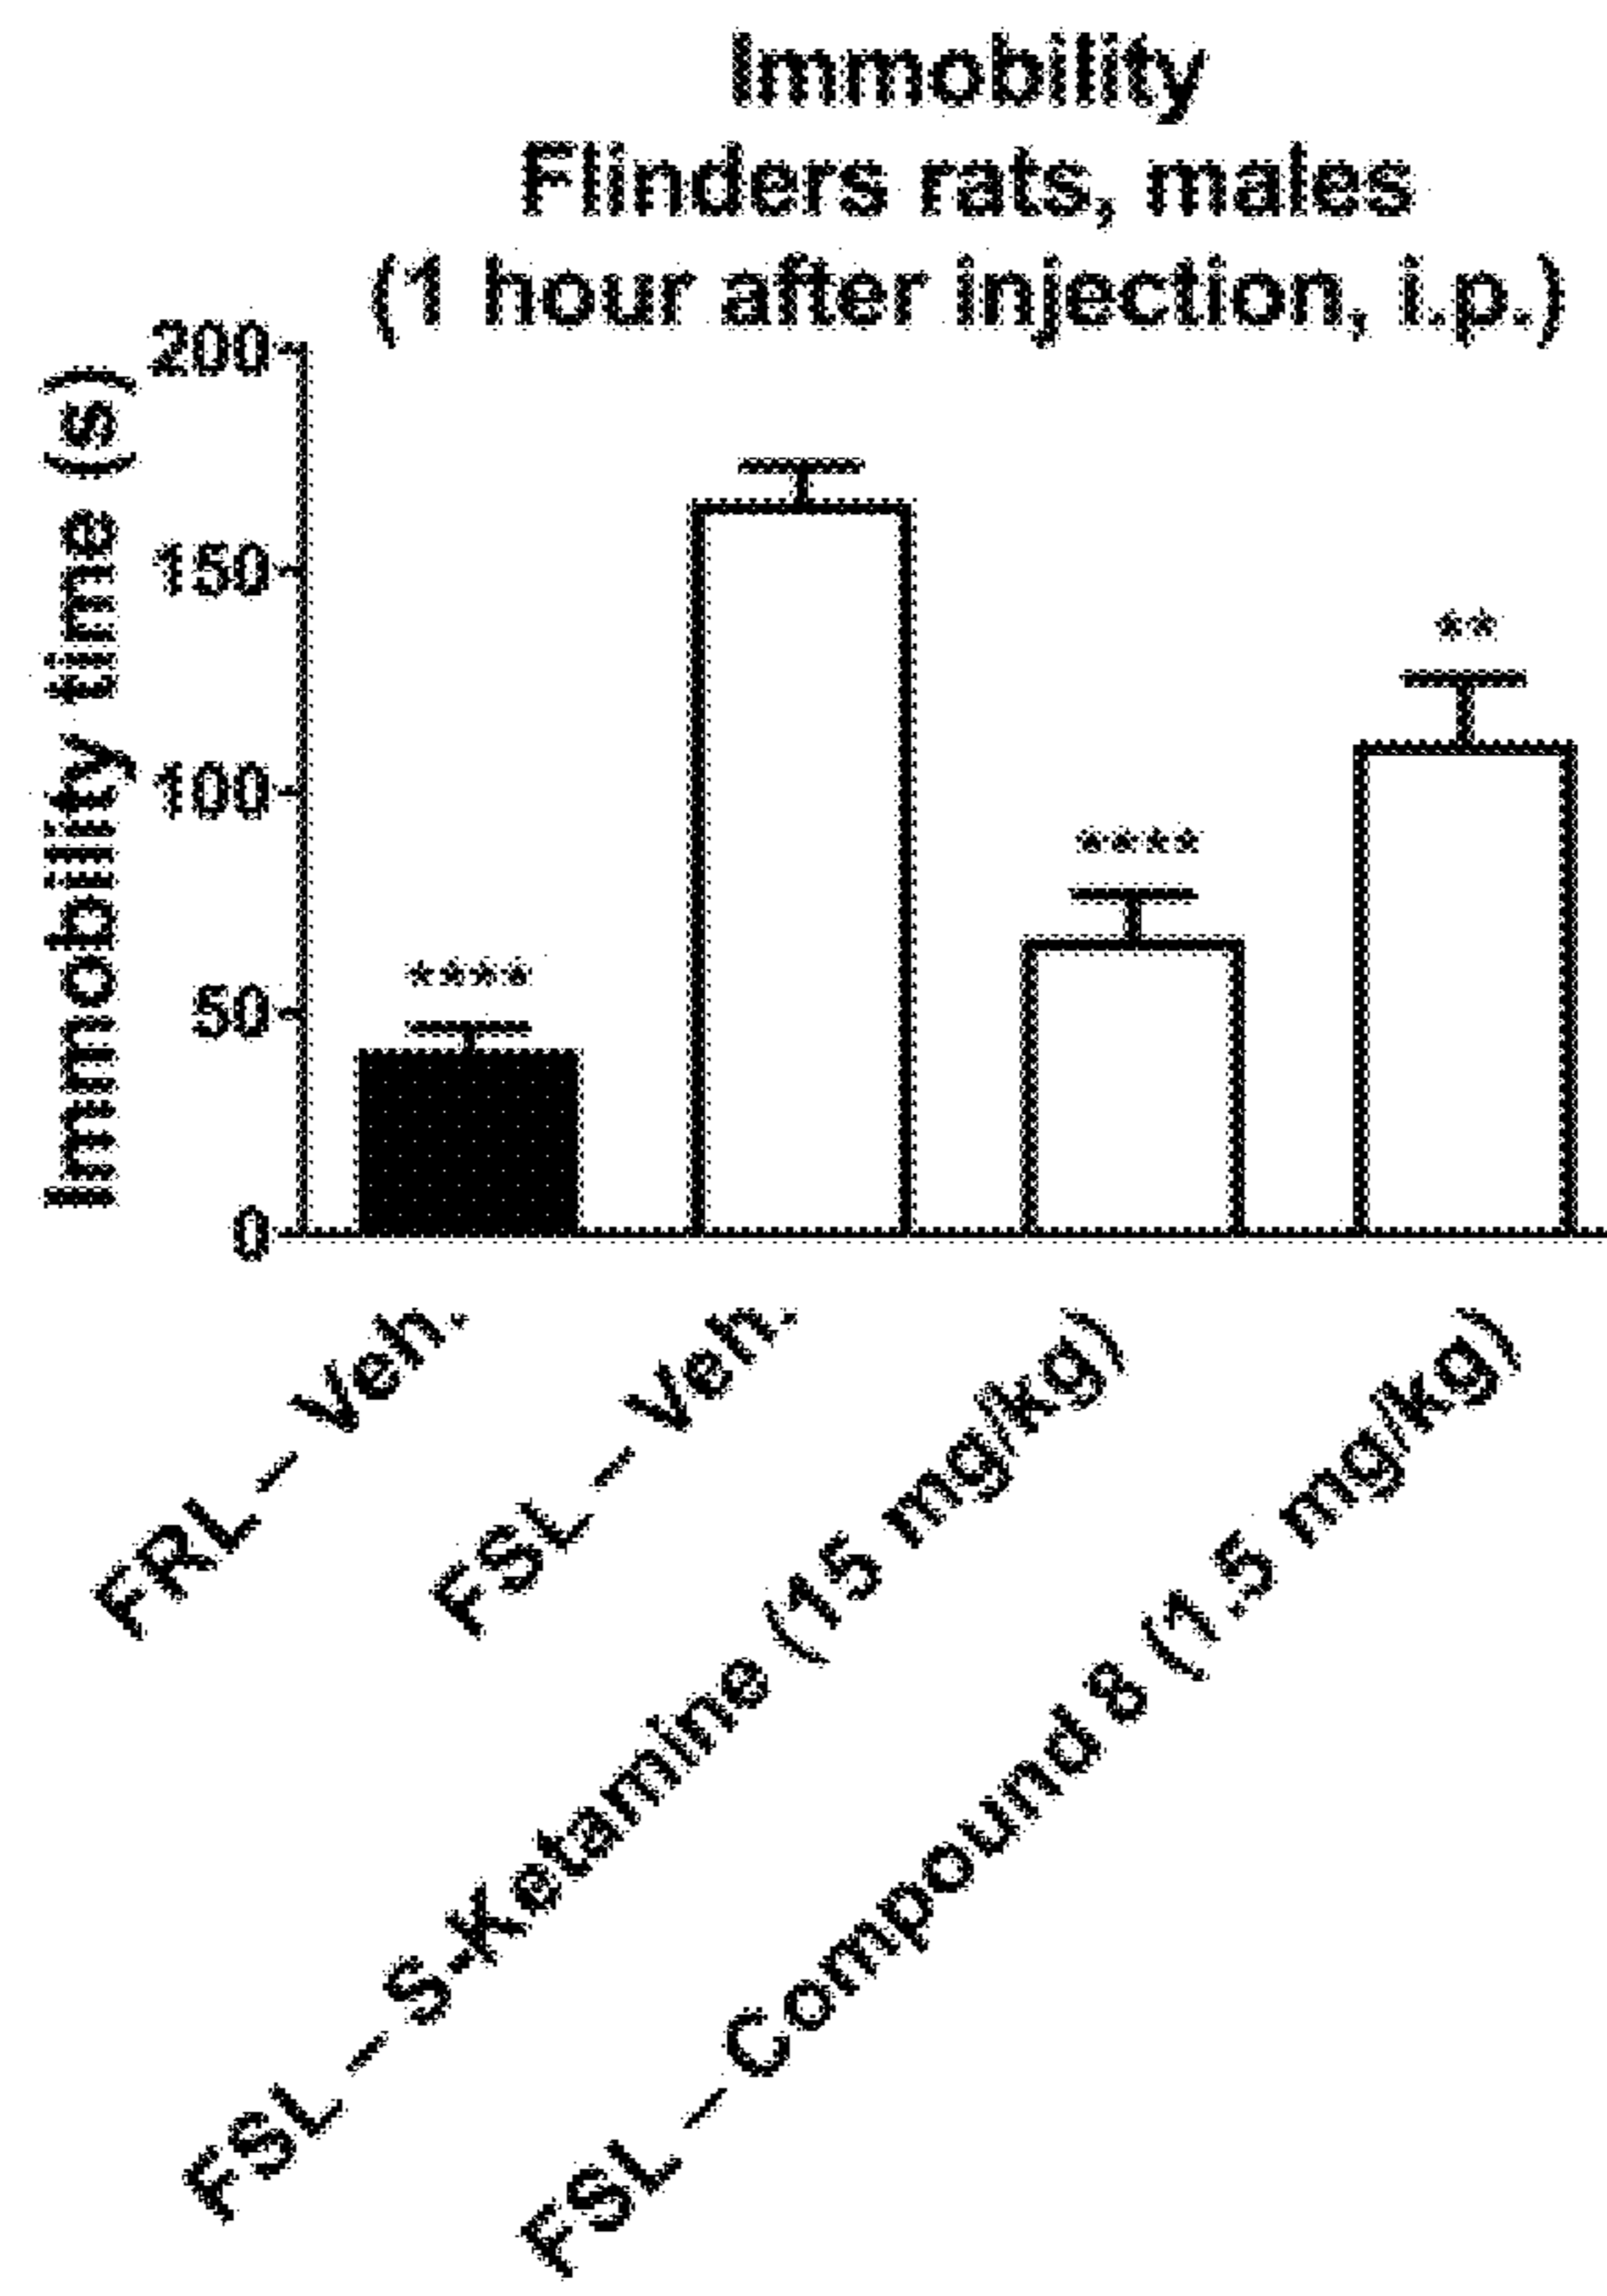 Immobility
Flinders rats, males
(1 hour after injection, i.p.)
Immobility time (s)
200
150
100
50
0
****
****
**
FRL – Veh.
FSL – Veh.
FSL – S-Ketamine (15 mg/kg)
FSL – Compound 8 (1.5 mg/kg)